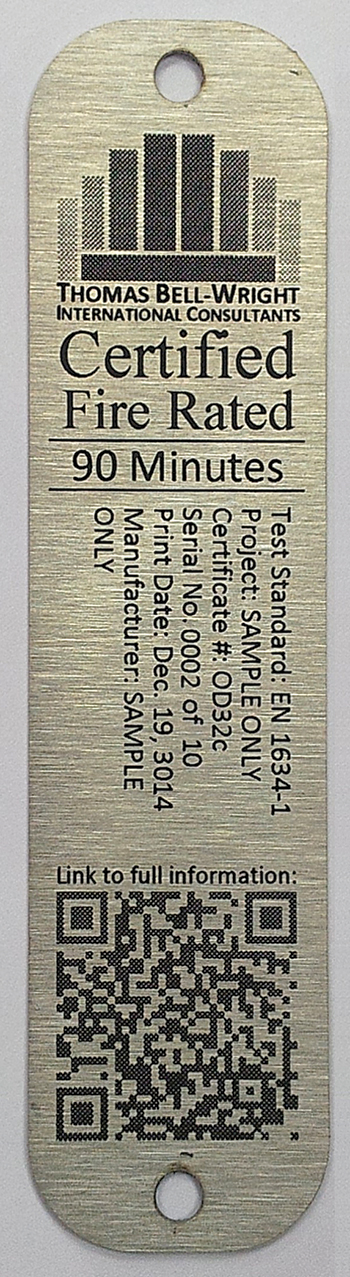 THOMAS BELL-WRIGHT
INTERNATIONAL CONSULTANTS
Certified
Fire Rated
90 Minutes
Test Standard: EN 1634-1
Project: SAMPLE ONLY
Certificate #: OD32c
Serial No. 0002 of 10
Print Date: Dec. 19, 3014
Manufacturer: SAMPLE
ONLY
Link to full information: